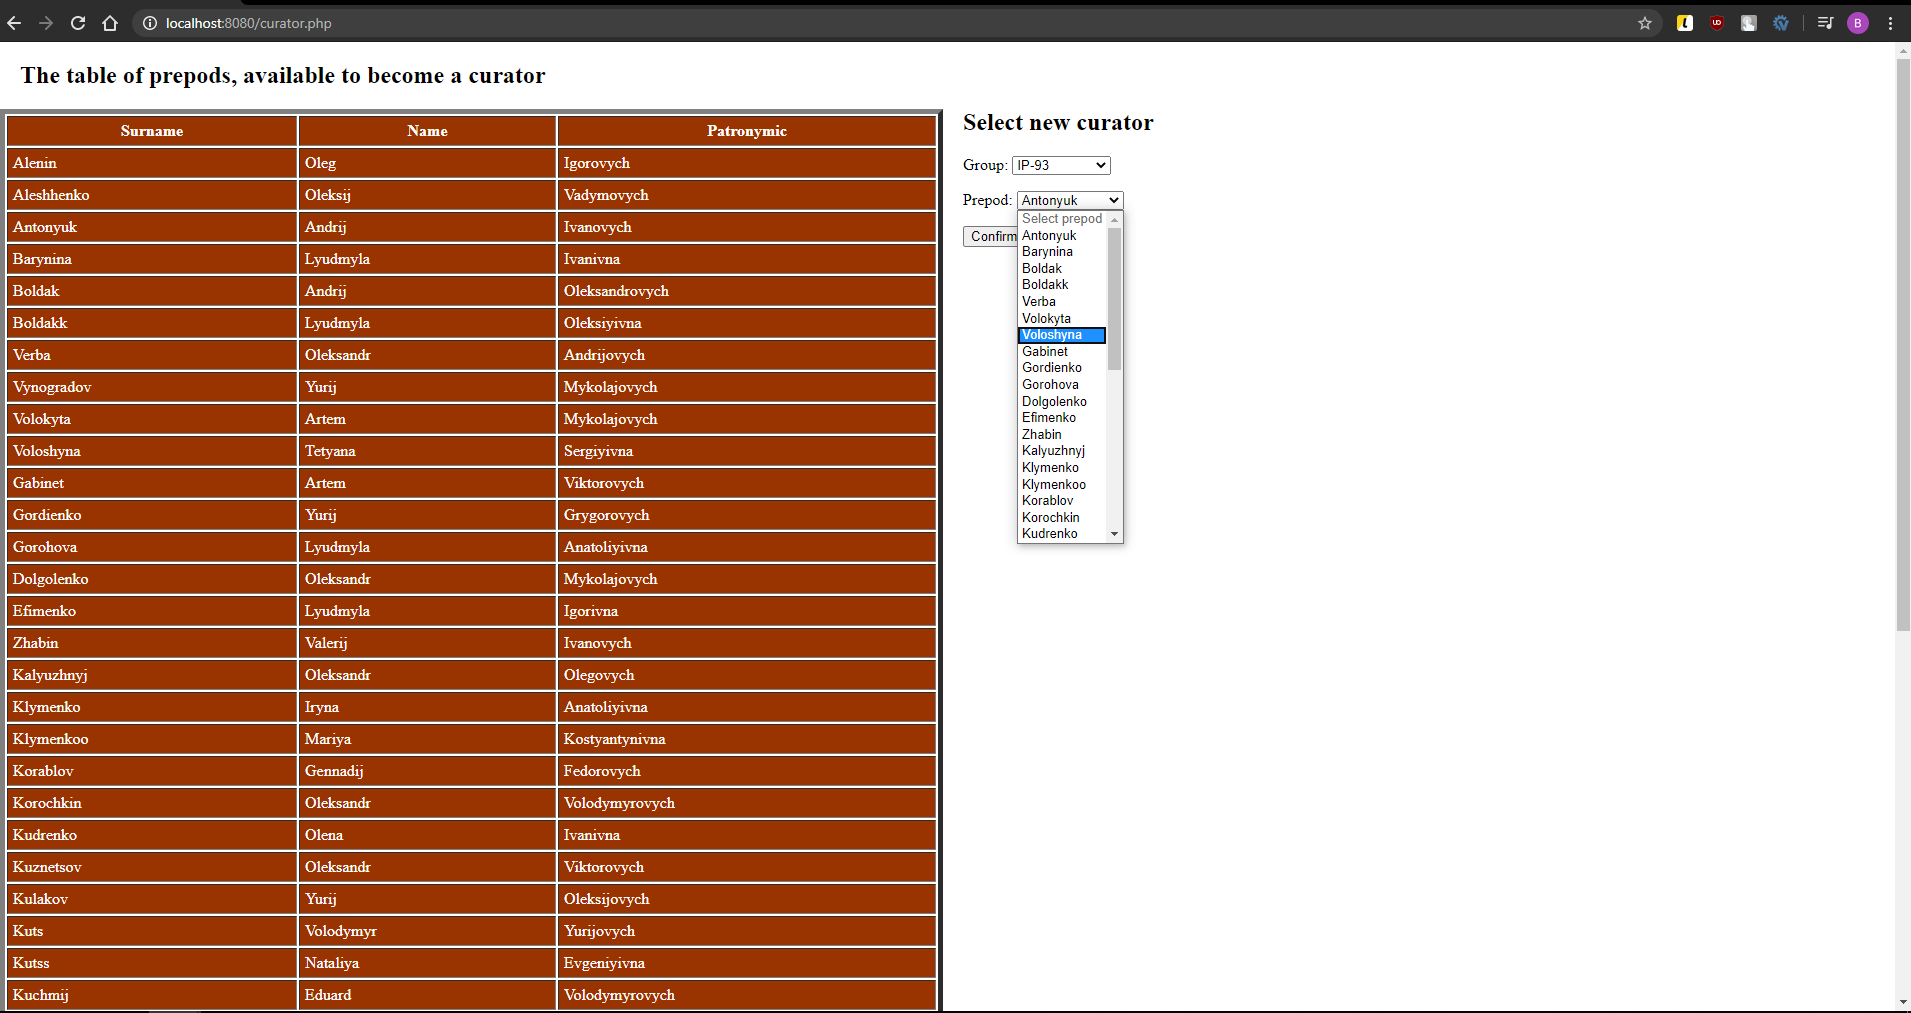 localhost:8080/curator.php
B
The table of prepods, available to become a curator
Surname Name Patronymic
Alenin Oleg Igorovych
Aleshhenko Oleksij Vadymovych
Antonyuk Andrij Ivanovych
Barynina Lyudmyla Ivanivna
Boldak Andrij Oleksandrovych
Boldakk Lyudmyla Oleksiyivna
Verba Oleksandr Andrijovych
Vynogradov Yurij Mykolajovych
Volokyta Artem Mykolajovych
Voloshyna Tetyana Sergiyivna
Gabinet Artem Viktorovych
Gordienko Yurij Grygorovych
Gorohova Lyudmyla Anatoliyivna
Dolgolenko Oleksandr Mykolajovych
Efimenko Lyudmyla Igorivna
Zhabin Valerij Ivanovych
Kalyuzhnyj Oleksandr Olegovych
Klymenko Iryna Anatoliyivna
Klymenkoo Mariya Kostyantynivna
Korablov Gennadij Fedorovych
Korochkin Oleksandr Volodymyrovych
Kudrenko Olena Ivanivna
Kuznetsov Oleksandr Viktorovych
Kulakov Yurij Oleksijovych
Kuts Volodymyr Yurijovych
Kutss Nataliya Evgeniyivna
Kuchmij Eduard Volodymyrovych
Select new curator
Group: IP-93
Prepod: Antonyuk
Confirm
Select prepod
Antonyuk
Barynina
Boldak
Boldakk
Verba
Volokyta
Voloshyna
Gabinet
Gordienko
Gorohova
Dolgolenko
Efimenko
Zhabin
Kalyuzhnyj
Klymenko
Klymenkoo
Korablov
Korochkin
Kudrenko